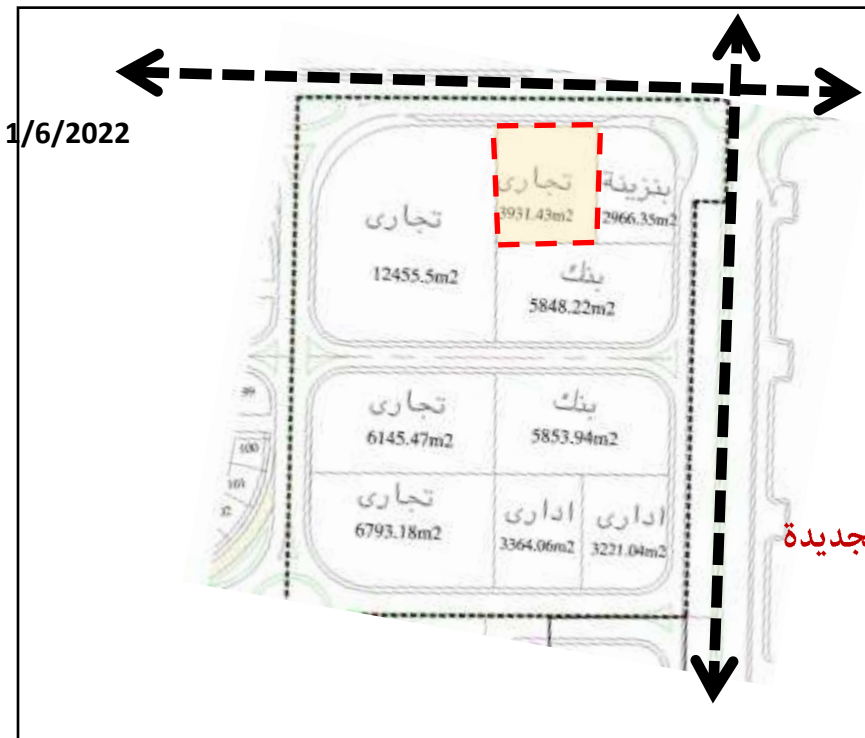 1/6/2022
تجارى
3931.43m2
بنزينة
2966.35m2
تجارى
12455.5m2
بنك
5848.22m2
تجارى
6145.47m2
بنك
5853.94m2
99
100
101
تجارى
6793.18m2
ادارى
3364.06m2
ادارى
3221.04m2
جديدة